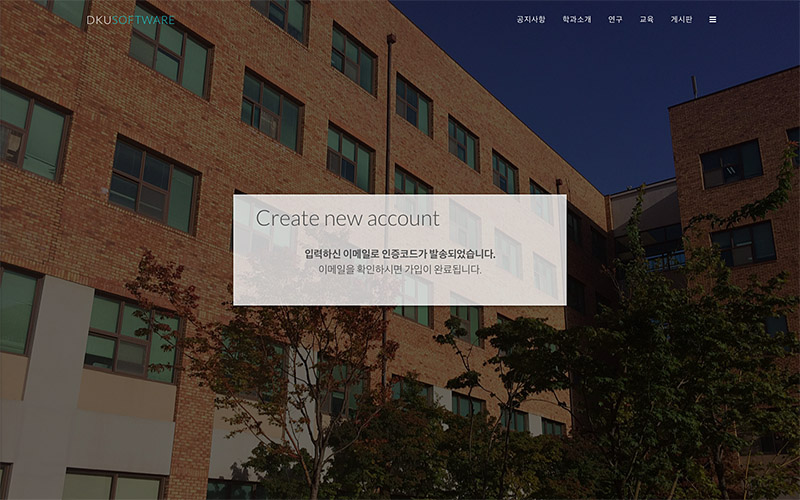 DKUSOFTWARE
공지사항 학과소개 연구 교육 게시판
Create new account
입력하신 이메일로 인증코드가 발송되었습니다.
이메일을 확인하시면 가입이 완료됩니다.